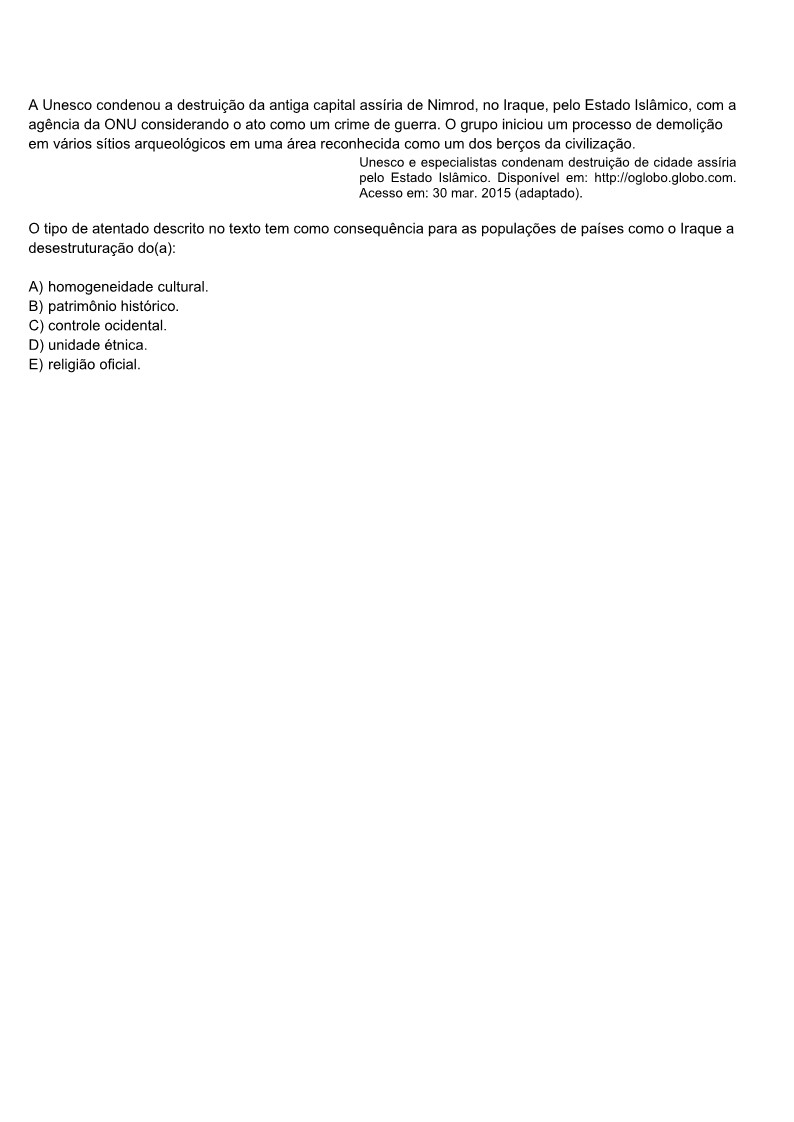 A Unesco condenou a destruição da antiga capital assíria de Nimrod, no Iraque, pelo Estado Islâmico, com a
agência da ONU considerando o ato como um crime de guerra. O grupo iniciou um processo de demolição
em vários sítios arqueológicos em uma área reconhecida como um dos berços da civilização.
Unesco e especialistas condenam destruição de cidade assíria
pelo Estado Islâmico. Disponível em: http://oglobo.globo.com.
Acesso em: 30 mar. 2015 (adaptado).
O tipo de atentado descrito no texto tem como consequência para as populações de países como o Iraque a
desestruturação do(a):
A) homogeneidade cultural.
B) patrimônio histórico.
C) controle ocidental.
D) unidade étnica.
E) religião oficial.